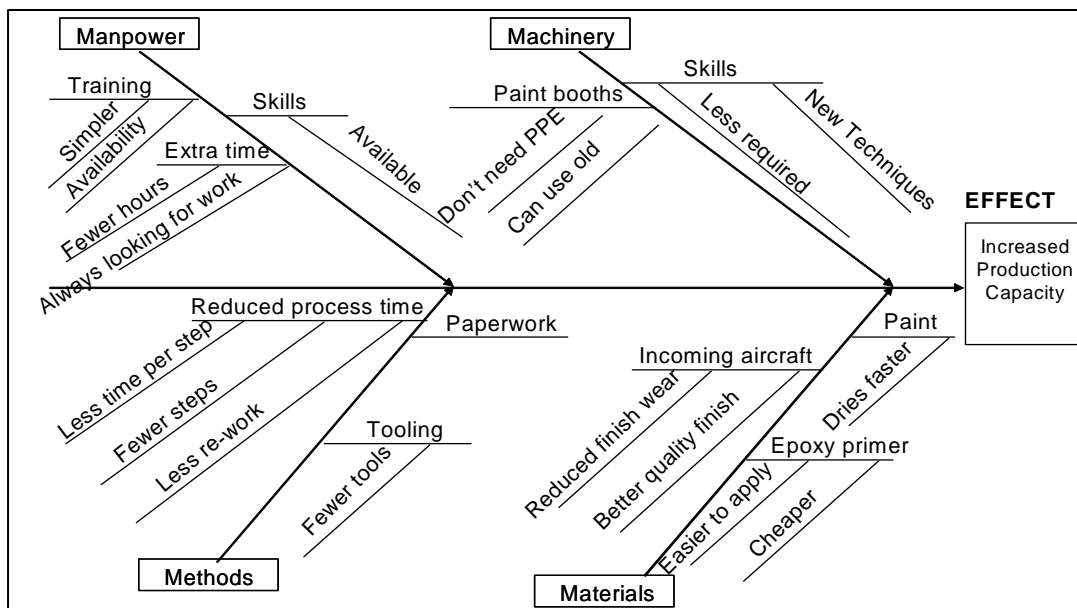 Manpower
Training
Simpler
Availability
Skills
Available
Extra time
Fewer hours
Always looking for work
Machinery
Skills
Less required
New Techniques
Paint booths
Don't need PPE
Can use old
EFFECT
Increased
Production
Capacity
Reduced process time
Less time per step
Fewer steps
Less re-work
Paperwork
Tooling
Fewer tools
Methods
Paint
Dries faster
Incoming aircraft
Reduced finish wear
Better quality finish
Epoxy primer
Easier to apply
Cheaper
Materials